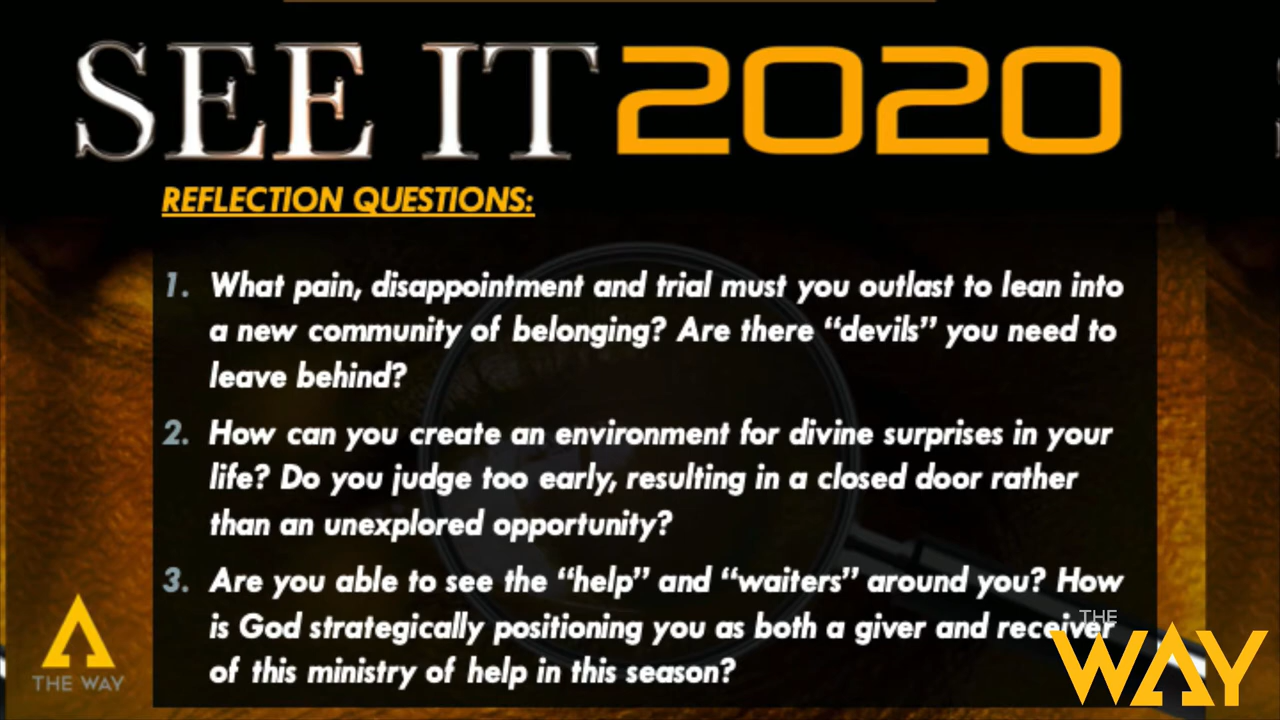 SEE IT 2020
REFLECTION QUESTIONS:
1. What pain, disappointment and trial must you outlast to lean into
a new community of belonging? Are there “devils” you need to
leave behind?
2. How can you create an environment for divine surprises in your
life? Do you judge too early, resulting in a closed door rather
than an unexplored opportunity?
3. Are you able to see the “help” and “waiters” around you? How
is God strategically positioning you as both a giver and receiver
of this ministry of help in this season?
THE WAY
THE
WAY